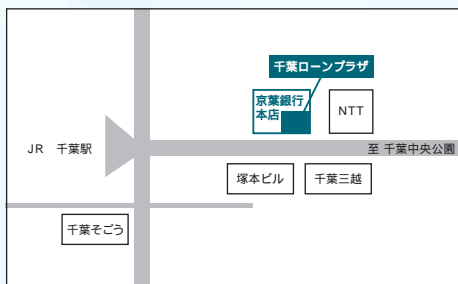 千葉ローンプラザ
京葉銀行
本店
NTT
JR 千葉駅
至 千葉中央公園
塚本ビル
千葉三越
千葉そごう